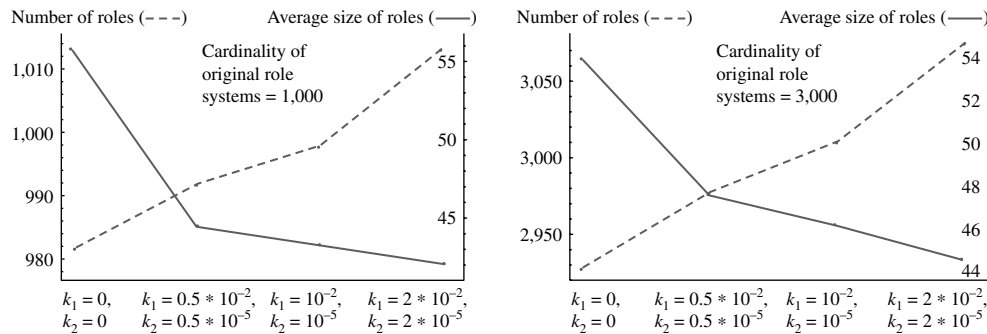 Number of roles (---)
Average size of roles (—)
Cardinality of
original role
systems = 1,000
1,010
1,000
990
980
55
50
45
k₁ = 0,
k₂ = 0
k₁ = 0.5 * 10⁻²,
k₂ = 0.5 * 10⁻⁵
k₁ = 10⁻²,
k₂ = 10⁻⁵
k₁ = 2 * 10⁻²,
k₂ = 2 * 10⁻⁵
Number of roles (---)
Average size of roles (—)
Cardinality of
original role
systems = 3,000
3,050
3,000
2,950
54
52
50
48
46
44
k₁ = 0,
k₂ = 0
k₁ = 0.5 * 10⁻²,
k₂ = 0.5 * 10⁻⁵
k₁ = 10⁻²,
k₂ = 10⁻⁵
k₁ = 2 * 10⁻²,
k₂ = 2 * 10⁻⁵